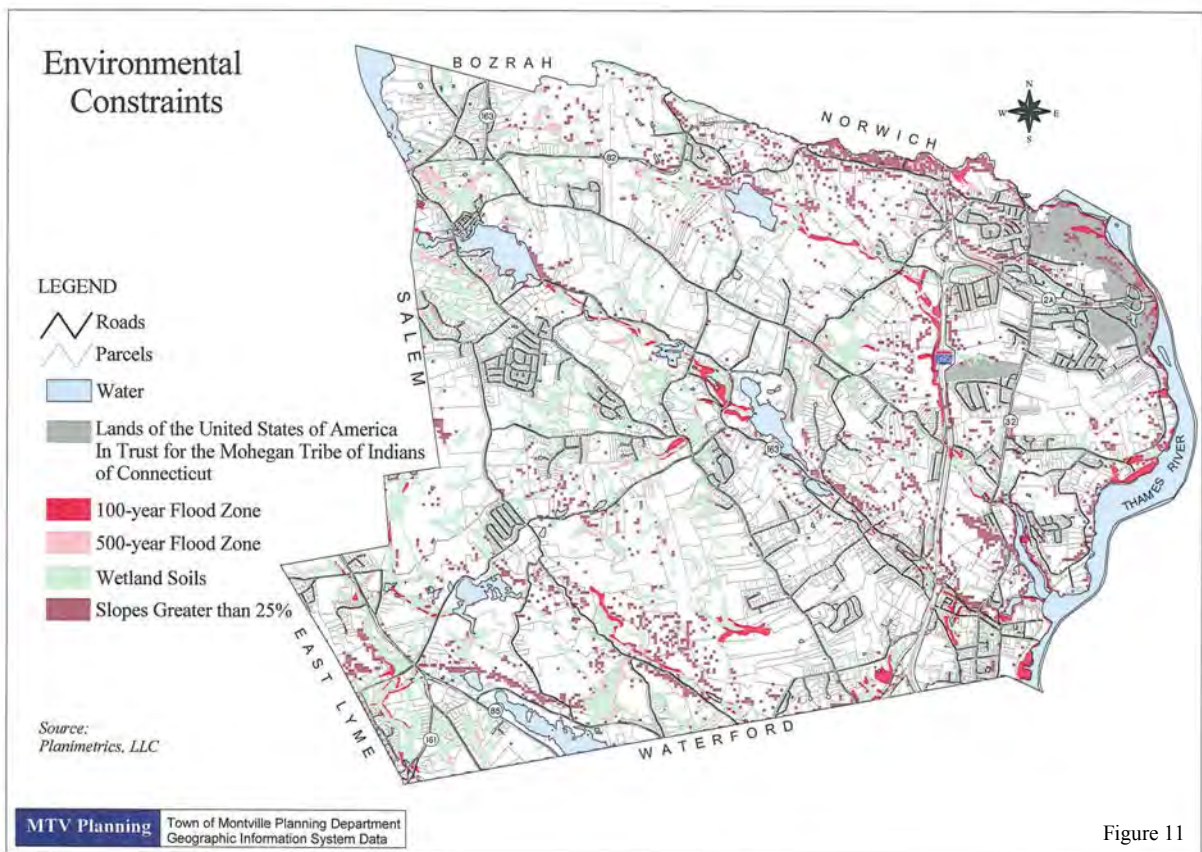 Environmental
Constraints
BOZRAH
NORWICH
N
W
E
S
163
82
SALEM
2A
32
163
THAMES RIVER
LEGEND
Roads
Parcels
Water
Lands of the United States of America
In Trust for the Mohegan Tribe of Indians
of Connecticut
100-year Flood Zone
500-year Flood Zone
Wetland Soils
Slopes Greater than 25%
EAST LYME
85
161
WATERFORD
Source:
Planimetrics, LLC
MTV Planning
Town of Montville Planning Department
Geographic Information System Data
Figure 11